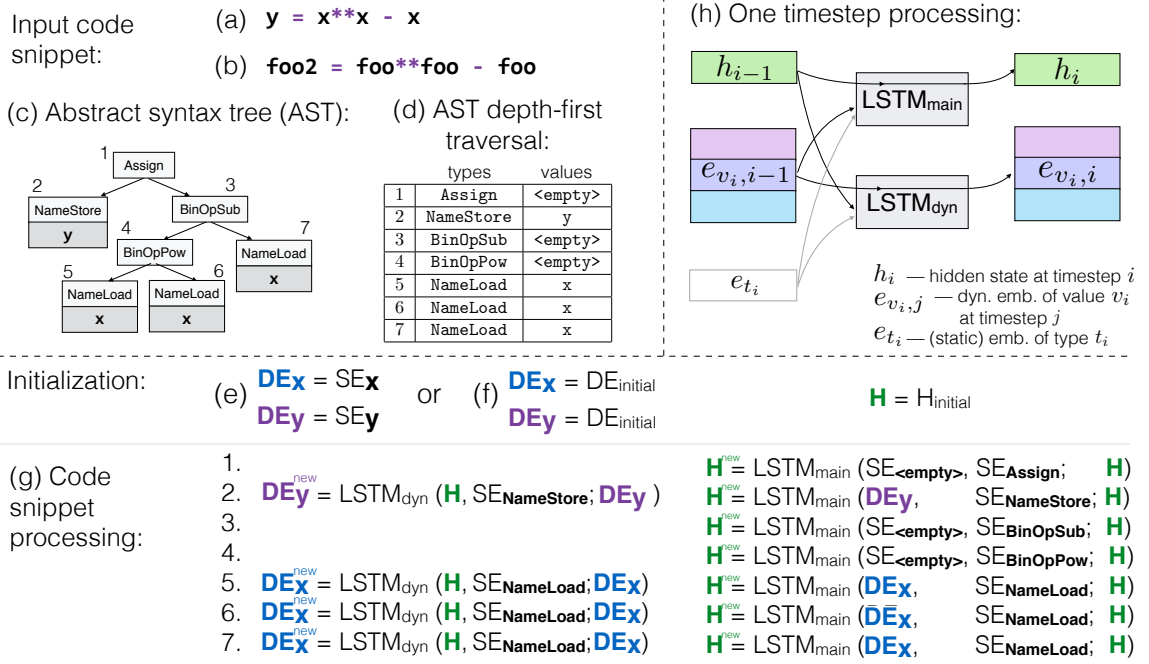 Input code
snippet:
(a) y = x**x - x
(b) foo2 = foo**foo - foo
(c) Abstract syntax tree (AST):
1
Assign
2
3
NameStore
y
BinOpSub
4
7
BinOpPow
NameLoad
x
5
6
NameLoad
x
NameLoad
x
(d) AST depth-first
traversal:
types values
1 Assign <empty>
2 NameStore y
3 BinOpSub <empty>
4 BinOpPow <empty>
5 NameLoad x
6 NameLoad x
7 NameLoad x
(h) One timestep processing:
h_{i−1}
LSTM_main
h_i
e_{v_i,i−1}
LSTM_dyn
e_{v_i,i}
e_{t_i}
h_i — hidden state at timestep i
e_{v_i,j} — dyn. emb. of value v_i
at timestep j
e_{t_i} — (static) emb. of type t_i
Initialization:
(e) DEx = SEx
DEy = SEy
or
(f) DEx = DE_initial
DEy = DE_initial
H = H_initial
(g) Code
snippet
processing:
1. H^new = LSTM_main (SE<empty>, SEAssign; H)
2. DEy^new = LSTM_dyn (H, SENameStore; DEy ) H^new = LSTM_main (DEy, SENameStore; H)
3. H^new = LSTM_main (SE<empty>, SEBinOpSub; H)
4. H^new = LSTM_main (SE<empty>, SEBinOpPow; H)
5. DEx^new = LSTM_dyn (H, SENameLoad; DEx) H^new = LSTM_main (DEx, SENameLoad; H)
6. DEx^new = LSTM_dyn (H, SENameLoad; DEx) H^new = LSTM_main (DEx, SENameLoad; H)
7. DEx^new = LSTM_dyn (H, SENameLoad; DEx) H^new = LSTM_main (DEx, SENameLoad; H)